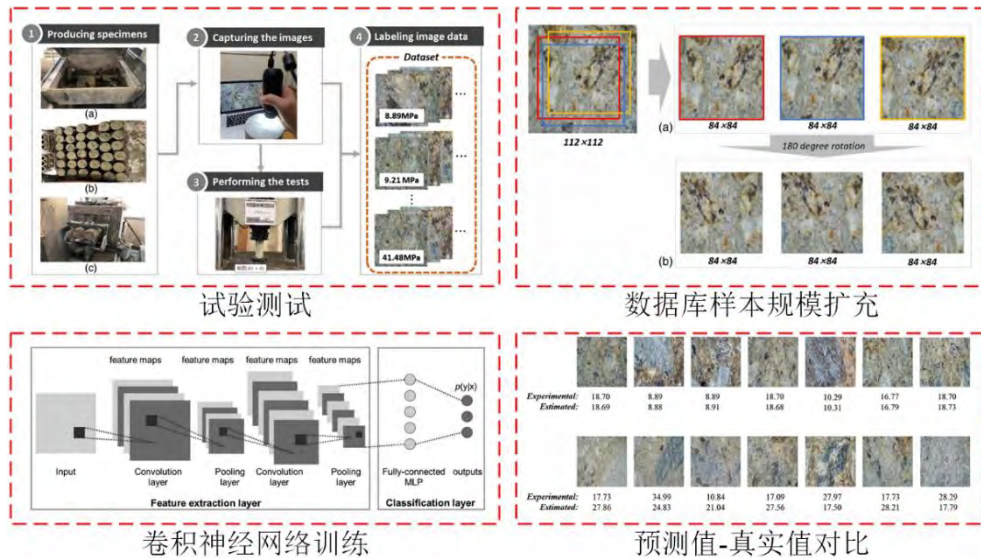 1 Producing specimens
(a)
(b)
(c)
2 Capturing the images
3 Performing the tests
4 Labeling image data
Dataset
...
8.89MPa
...
9.21 MPa
⋮
...
41.48MPa
试验测试
112×112
(a)
84×84
84×84
84×84
180 degree rotation
(b)
84×84
84×84
84×84
数据库样本规模扩充
feature maps feature maps feature maps feature maps
p(y|x)
Input
Convolution layer
Pooling layer
Convolution layer
Pooling layer
Fully-connected MLP
outputs
Feature extraction layer
Classification layer
卷积神经网络训练
Experimental: 18.70 8.89 8.89 18.70 10.29 16.77 18.70
Estimated: 18.69 8.88 8.91 18.68 10.31 16.79 18.73
Experimental: 17.73 34.99 10.84 17.09 27.97 17.73 28.29
Estimated: 27.86 24.83 21.04 27.56 17.50 28.21 17.79
预测值-真实值对比